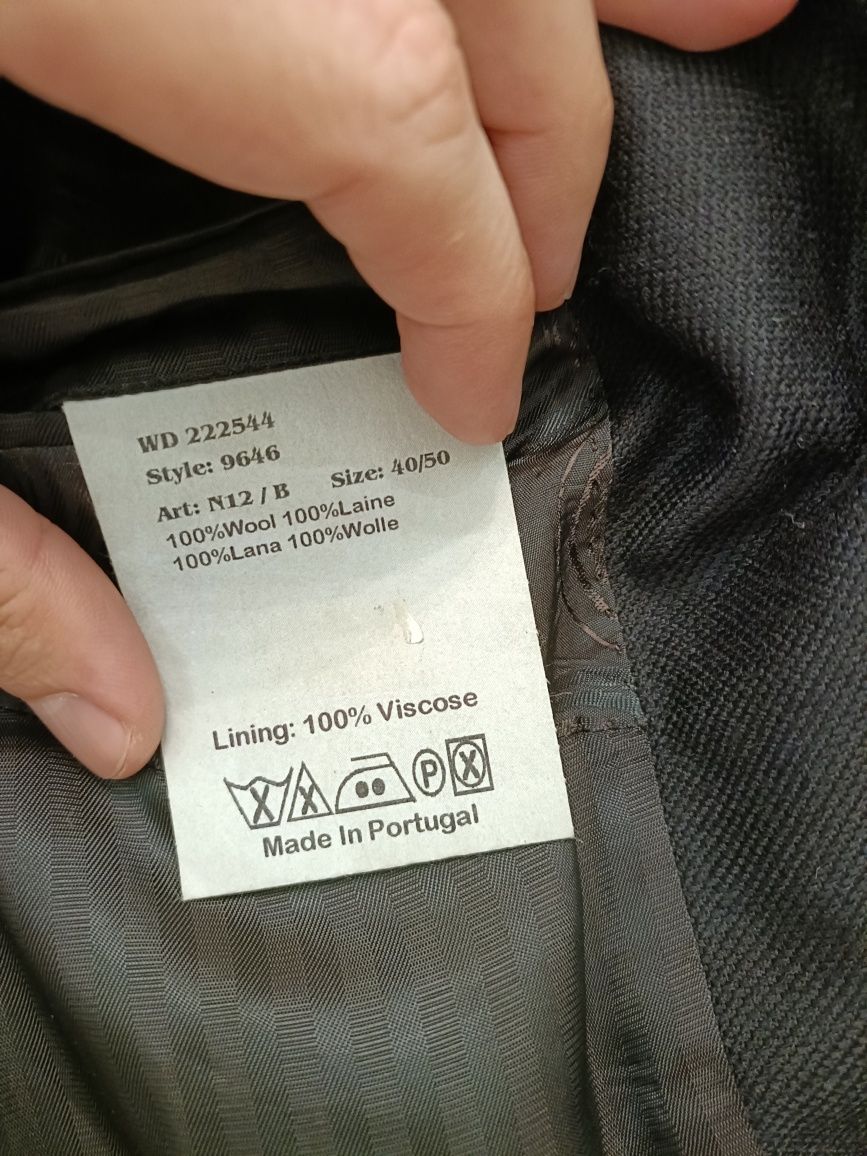 WD 222544
Style: 9646
Art: N12 / B Size: 40/50
100%Wool 100%Laine
100%Lana 100%Wolle
Lining: 100% Viscose
P
Made In Portugal